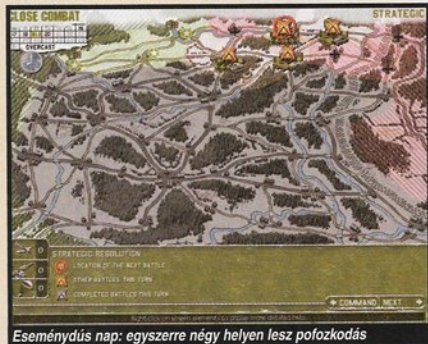 CLOSE COMBAT
STRATEGIC
OVERCAST
STRATEGIC RESOLUTION
LOCATION OF THE NEXT BATTLE
OTHER BATTLES THIS TURN
COMPLETED BATTLES THIS TURN
COMMAND NEXT
Eseménydús nap: egyszerre négy helyen lesz pofozkodás